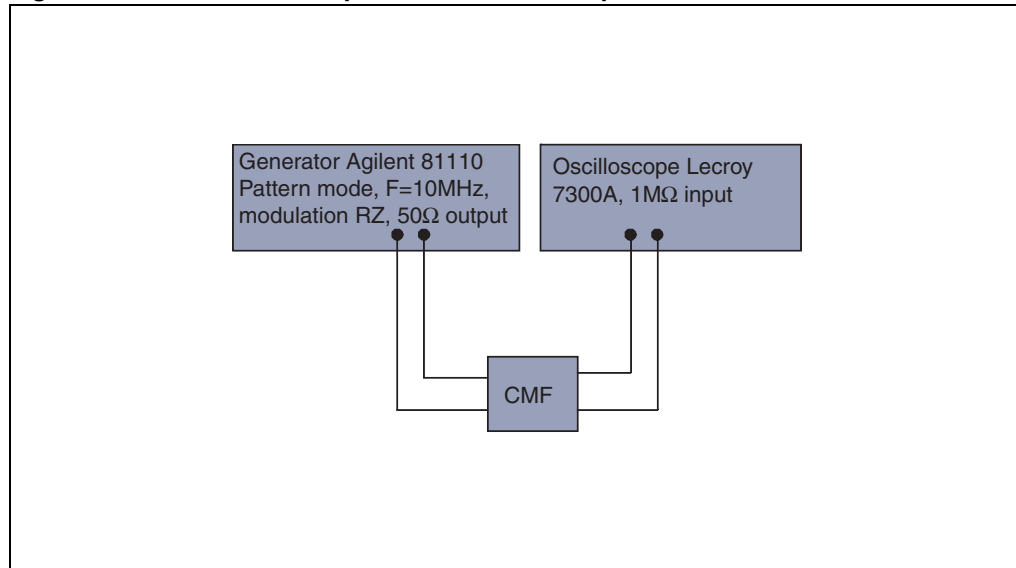 Generator Agilent 81110
Pattern mode, F=10MHz,
modulation RZ, 50Ω output
Oscilloscope Lecroy
7300A, 1MΩ input
CMF